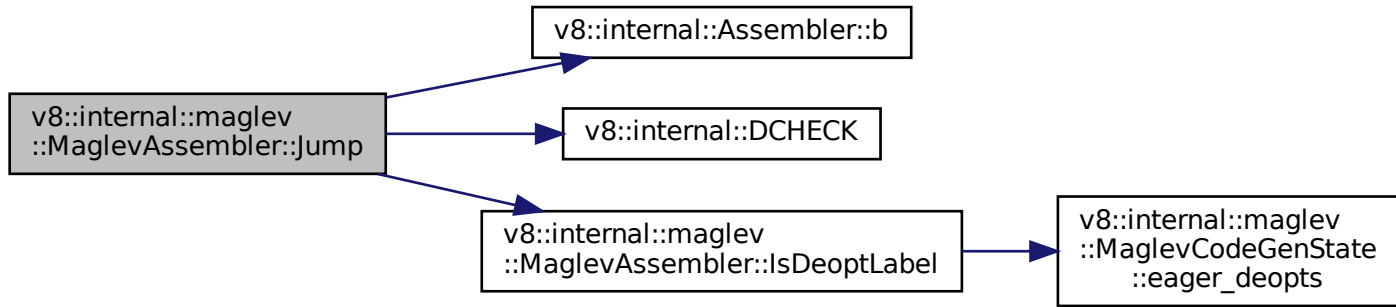 v8::internal::maglev
::MaglevAssembler::Jump
v8::internal::Assembler::b
v8::internal::DCHECK
v8::internal::maglev
::MaglevAssembler::IsDeoptLabel
v8::internal::maglev
::MaglevCodeGenState
::eager_deopts